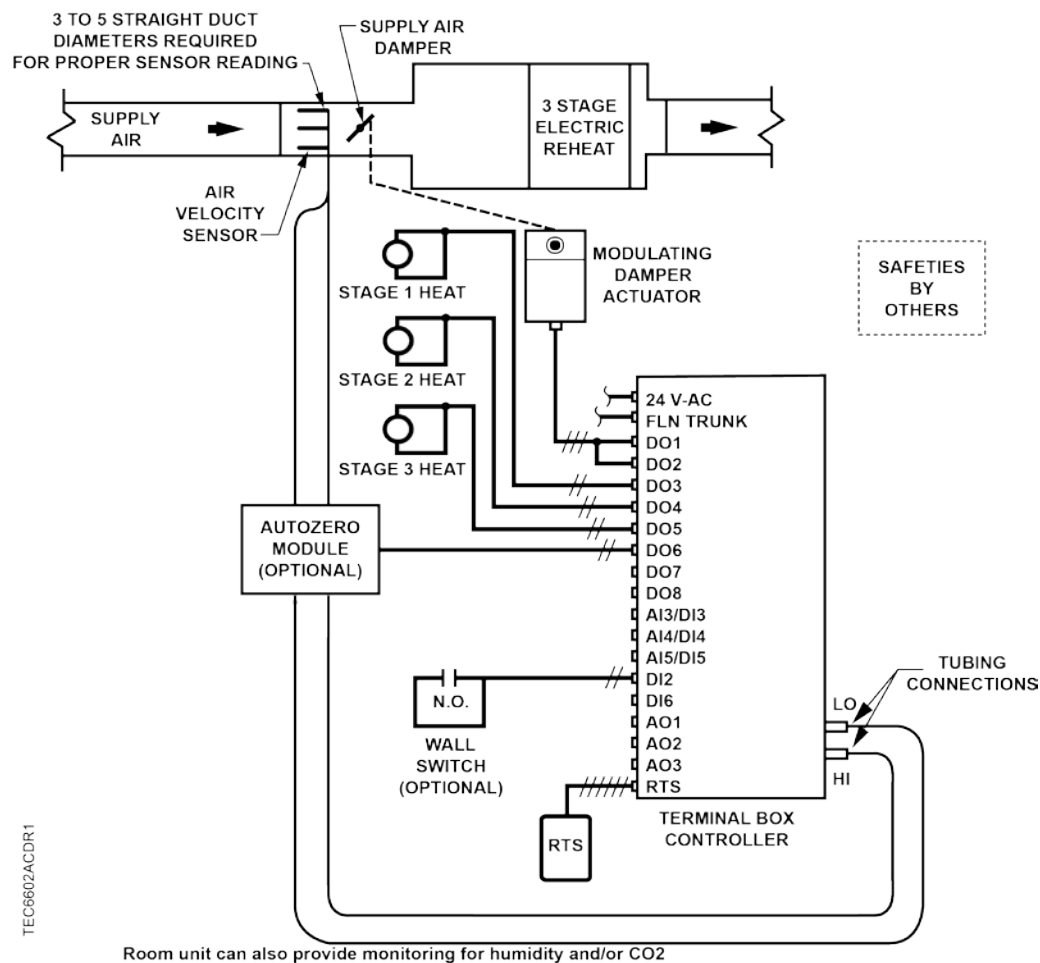 3 TO 5 STRAIGHT DUCT
DIAMETERS REQUIRED
FOR PROPER SENSOR READING
SUPPLY AIR
DAMPER
SUPPLY
AIR
3 STAGE
ELECTRIC
REHEAT
AIR
VELOCITY
SENSOR
STAGE 1 HEAT
MODULATING
DAMPER
ACTUATOR
SAFETIES
BY
OTHERS
STAGE 2 HEAT
STAGE 3 HEAT
24 V-AC
FLN TRUNK
DO1
DO2
DO3
DO4
DO5
DO6
DO7
DO8
AI3/DI3
AI4/DI4
AI5/DI5
DI2
DI6
AO1
AO2
AO3
RTS
AUTOZERO
MODULE
(OPTIONAL)
N.O.
WALL
SWITCH
(OPTIONAL)
TUBING
CONNECTIONS
LO
HI
RTS
TERMINAL BOX
CONTROLLER
TEC6602ACDR1
Room unit can also provide monitoring for humidity and/or CO2